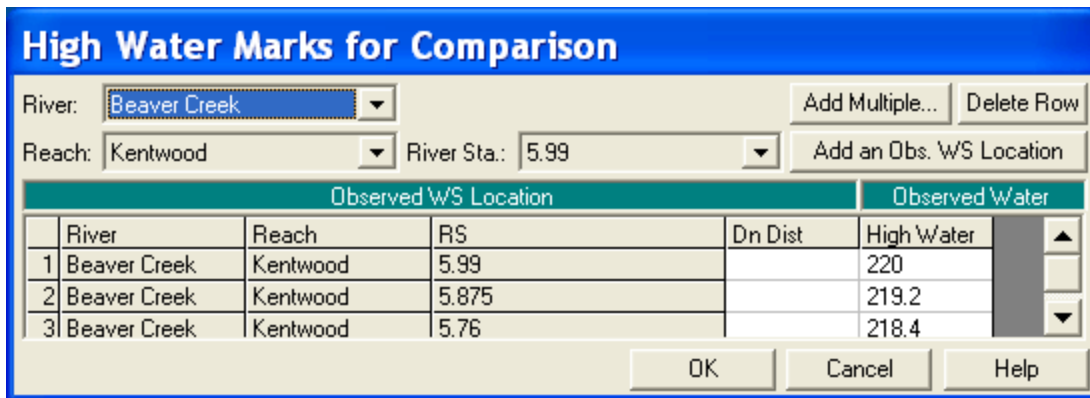 High Water Marks for Comparison
River: Beaver Creek Add Multiple... Delete Row
Reach: Kentwood River Sta.: 5.99 Add an Obs. WS Location
Observed WS Location Observed Water
River Reach RS Dn Dist High Water
1 Beaver Creek Kentwood 5.99 220
2 Beaver Creek Kentwood 5.875 219.2
3 Beaver Creek Kentwood 5.76 218.4
OK Cancel Help